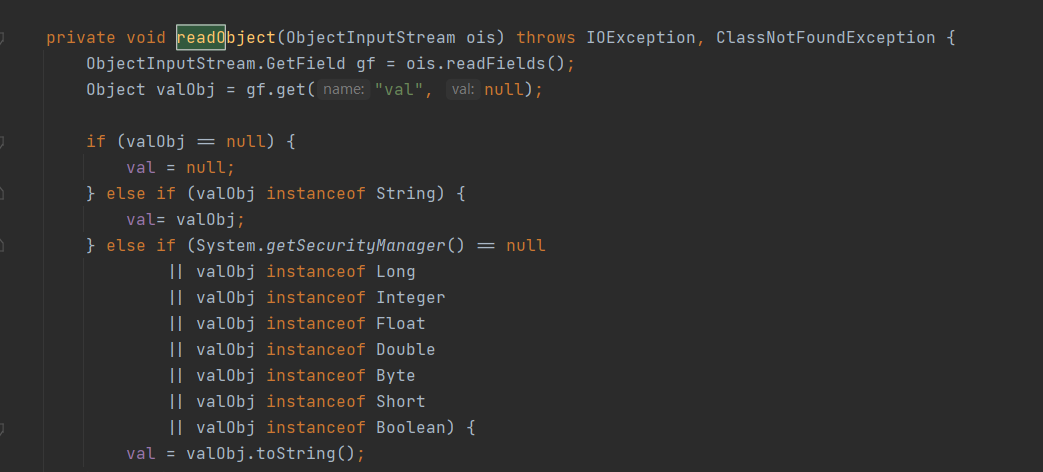 private void readObject(ObjectInputStream ois) throws IOException, ClassNotFoundException {
ObjectInputStream.GetField gf = ois.readFields();
Object valObj = gf.get( name: "val", val: null);
if (valObj == null) {
val = null;
} else if (valObj instanceof String) {
val= valObj;
} else if (System.getSecurityManager() == null
|| valObj instanceof Long
|| valObj instanceof Integer
|| valObj instanceof Float
|| valObj instanceof Double
|| valObj instanceof Byte
|| valObj instanceof Short
|| valObj instanceof Boolean) {
val = valObj.toString();